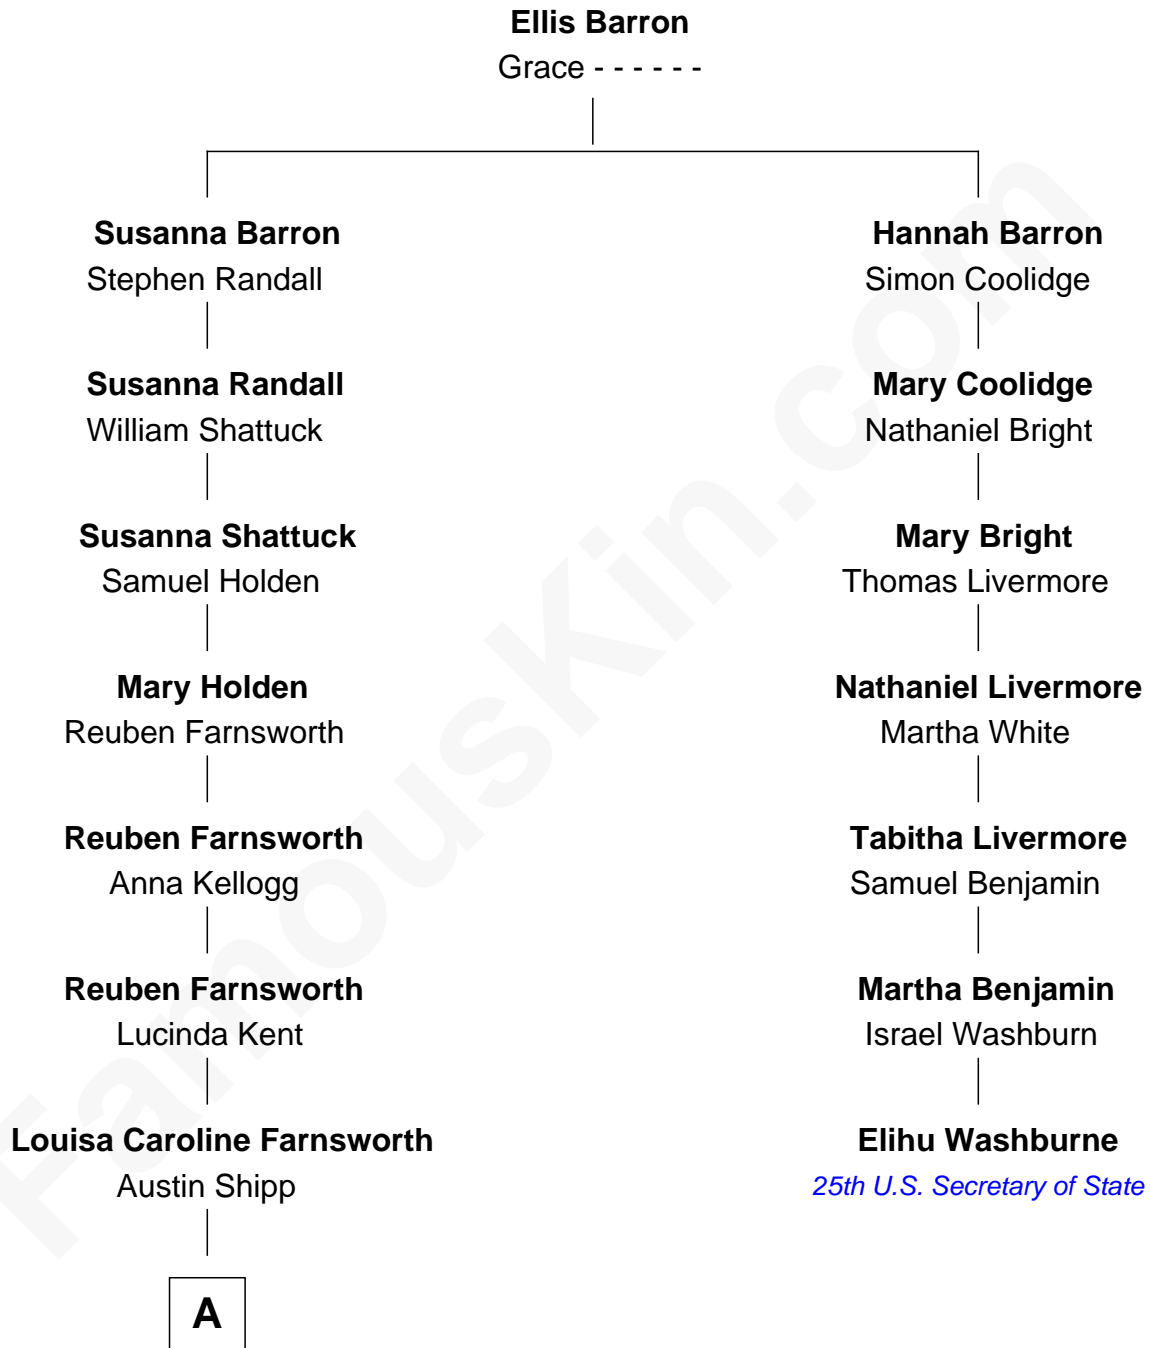 Ellis Barron
Grace - - - - - -
Susanna Barron
Stephen Randall
Hannah Barron
Simon Coolidge
Susanna Randall
William Shattuck
Mary Coolidge
Nathaniel Bright
Susanna Shattuck
Samuel Holden
Mary Bright
Thomas Livermore
Mary Holden
Reuben Farnsworth
Nathaniel Livermore
Martha White
Reuben Farnsworth
Anna Kellogg
Tabitha Livermore
Samuel Benjamin
Reuben Farnsworth
Lucinda Kent
Martha Benjamin
Israel Washburn
Louisa Caroline Farnsworth
Austin Shipp
Elihu Washburne
25th U.S. Secretary of State
A
FamousKin.com